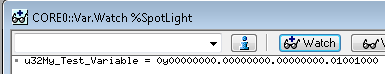 CORE0::Var.Watch %SpotLight
Watch
u32My_Test_Variable = 0y00000000.00000000.00000000.01001000